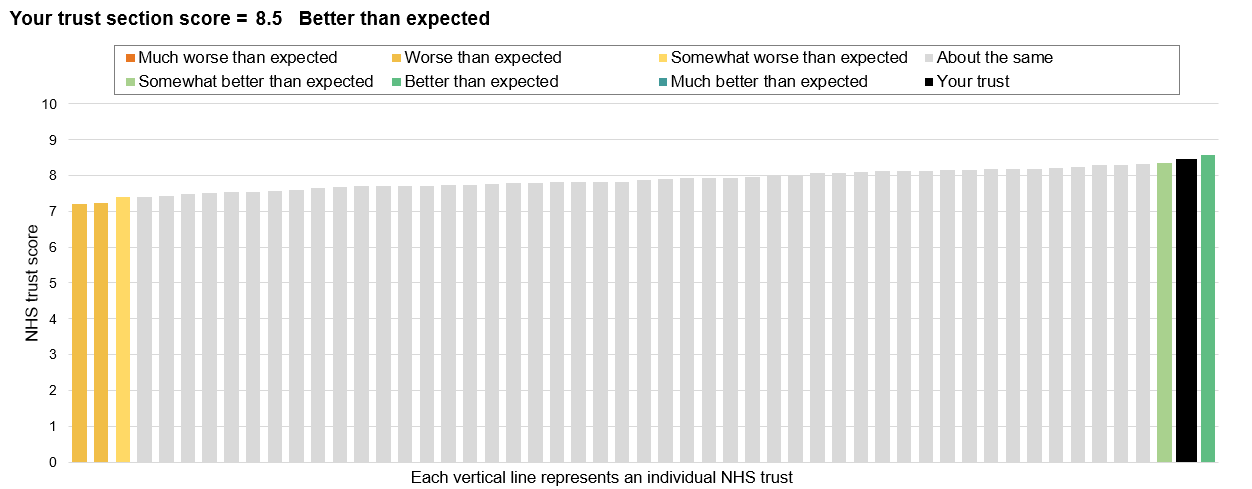 Your trust section score = 8.5 Better than expected
Much worse than expected Worse than expected Somewhat worse than expected About the same
Somewhat better than expected Better than expected Much better than expected Your trust
10
9
8
7
6
5
4
3
2
1
0
NHS trust score
Each vertical line represents an individual NHS trust